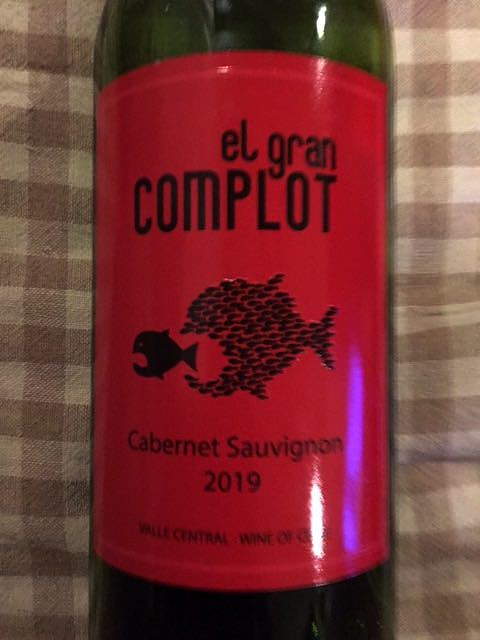 el gran
COMPLOT
Cabernet Sauvignon
2019
VALLE CENTRAL - WINE OF